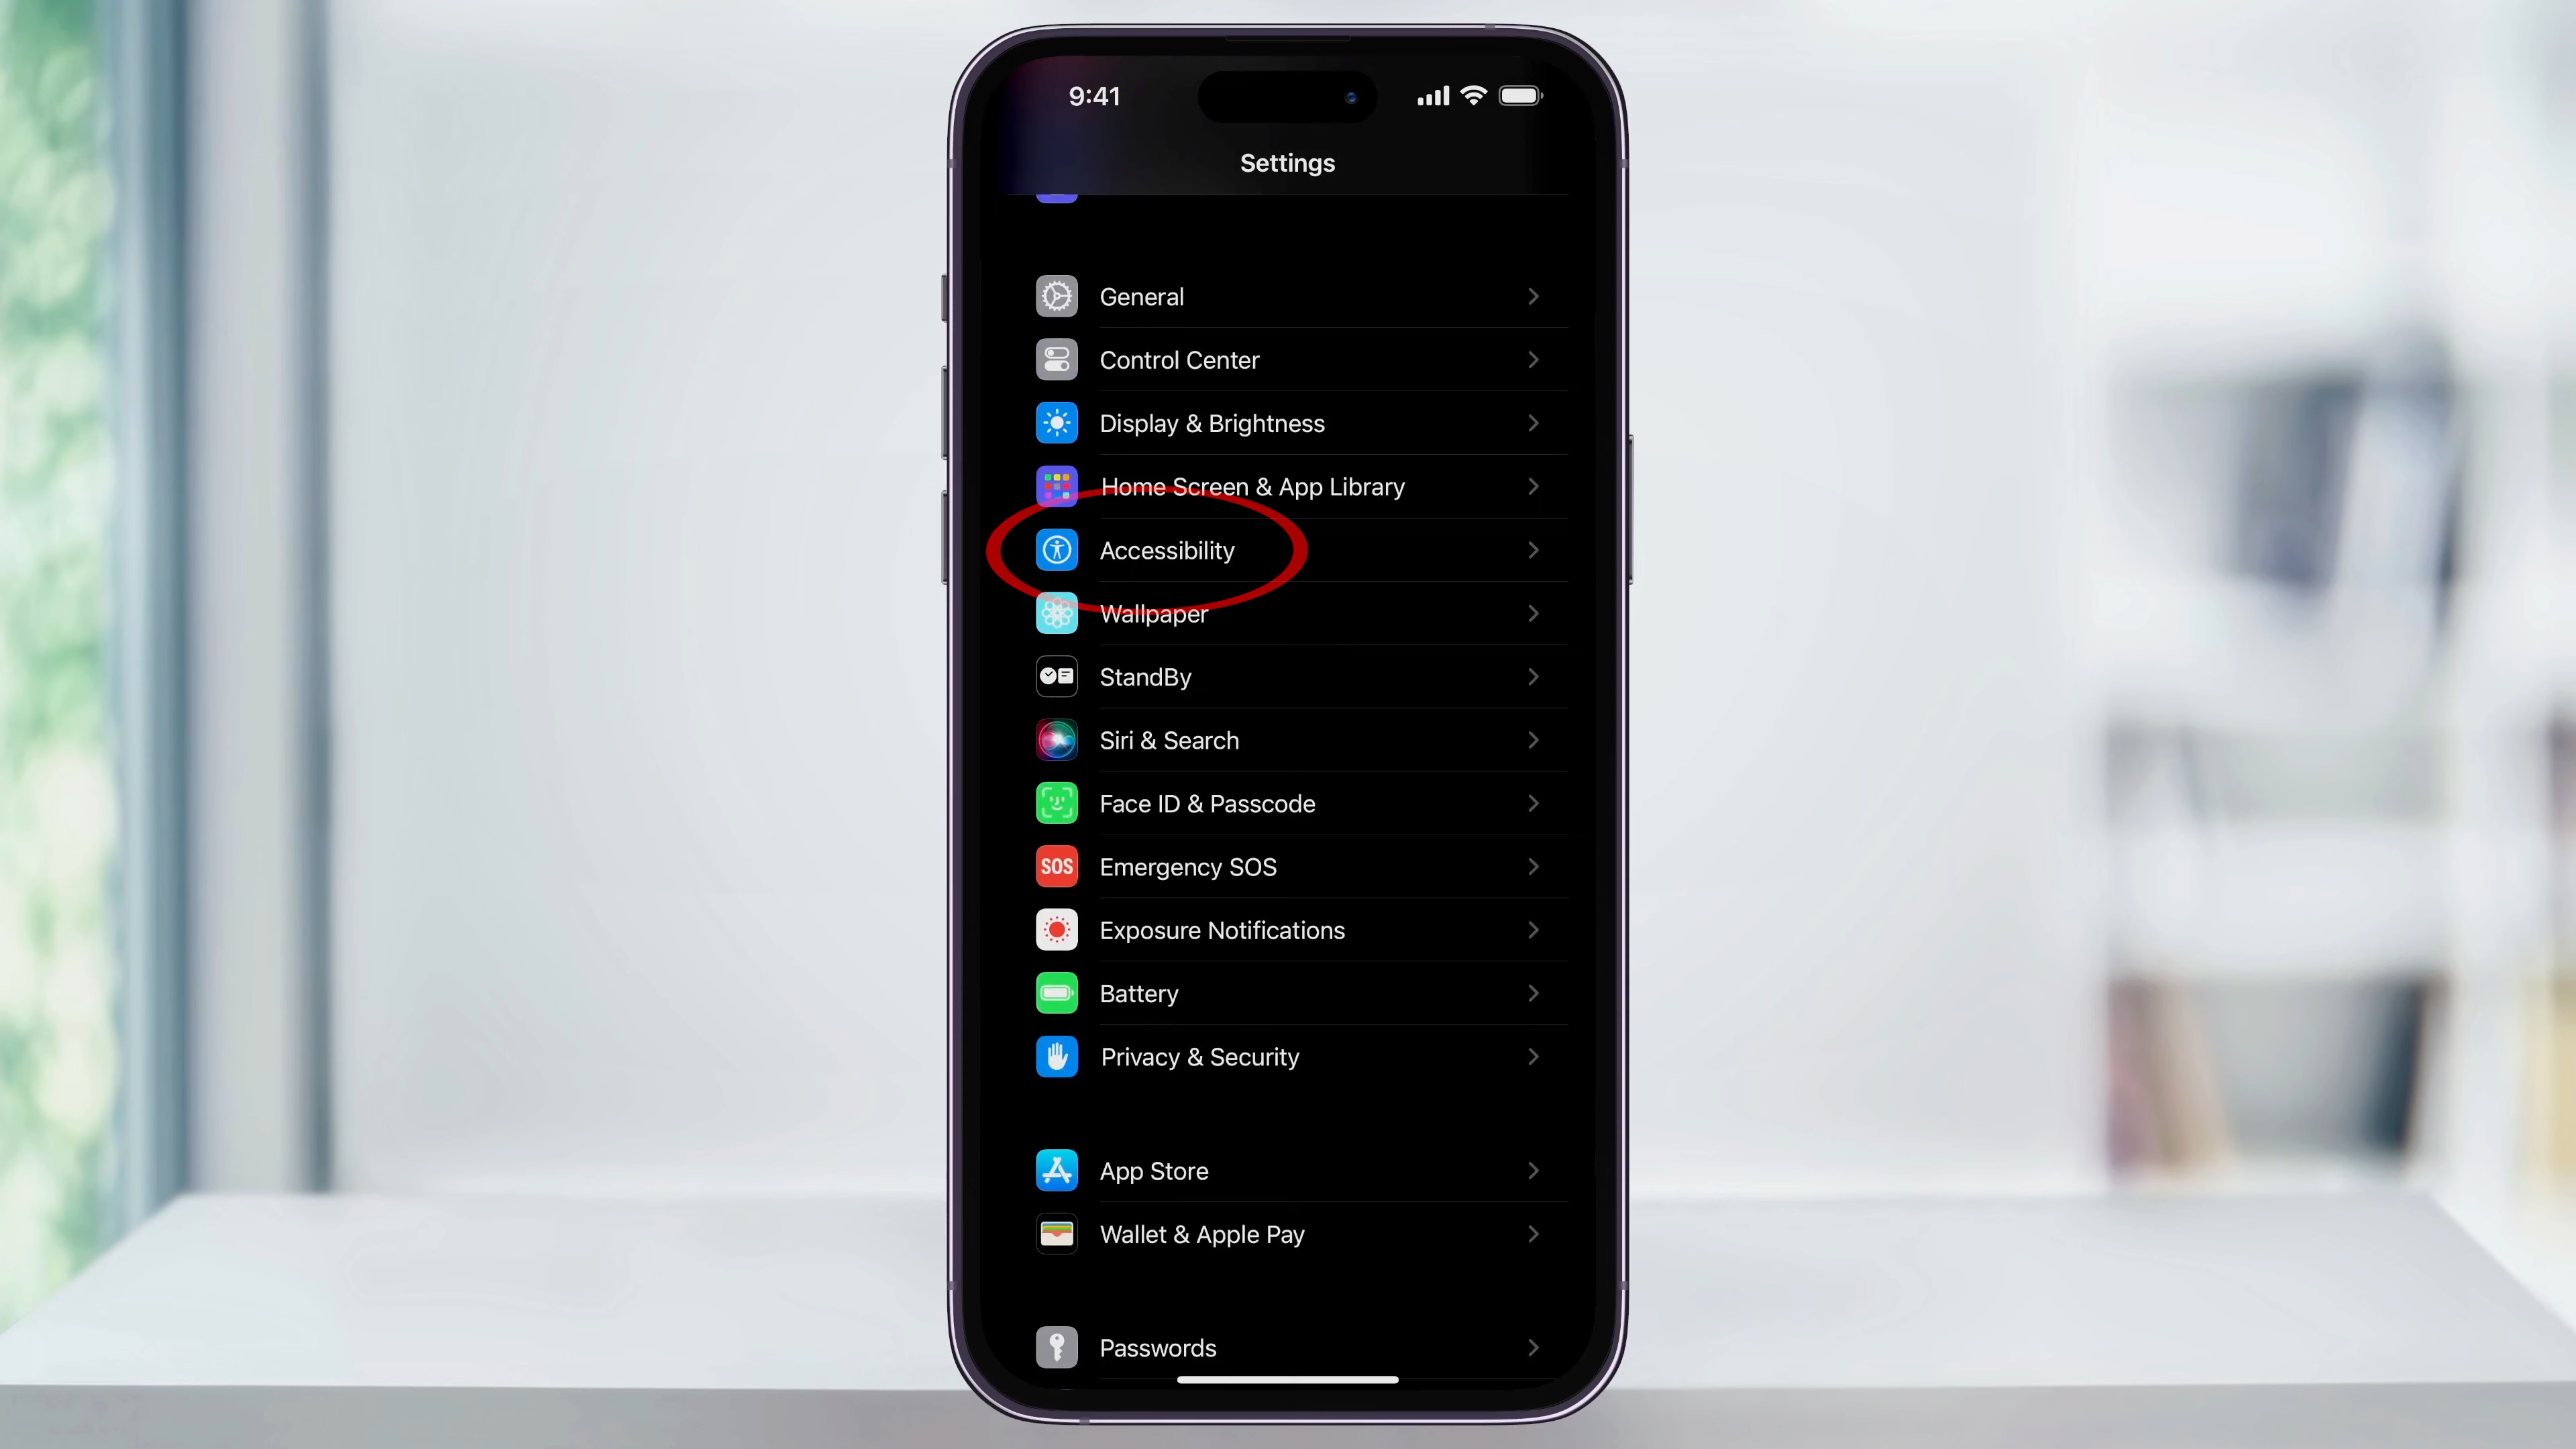 9:41
Settings
General
Control Center
Display & Brightness
Home Screen & App Library
Accessibility
Wallpaper
StandBy
Siri & Search
Face ID & Passcode
SOS Emergency SOS
Exposure Notifications
Battery
Privacy & Security
App Store
Wallet & Apple Pay
Passwords